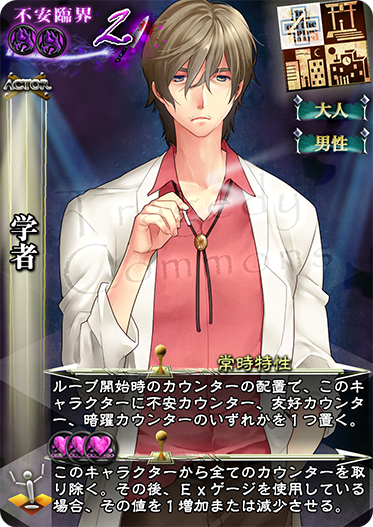 不安臨界
2
ACTOR
大人
男性
学者
Tragedy
Commons
常時特性
ループ開始時のカウンターの配置で、このキ
ャラクターに不安カウンター、友好カウンタ
ー、暗躍カウンターのいずれかを１つ置く。
このキャラクターから全てのカウンターを取
り除く。その後、Ｅｘゲージを使用している
場合、その値を１増加または減少させる。